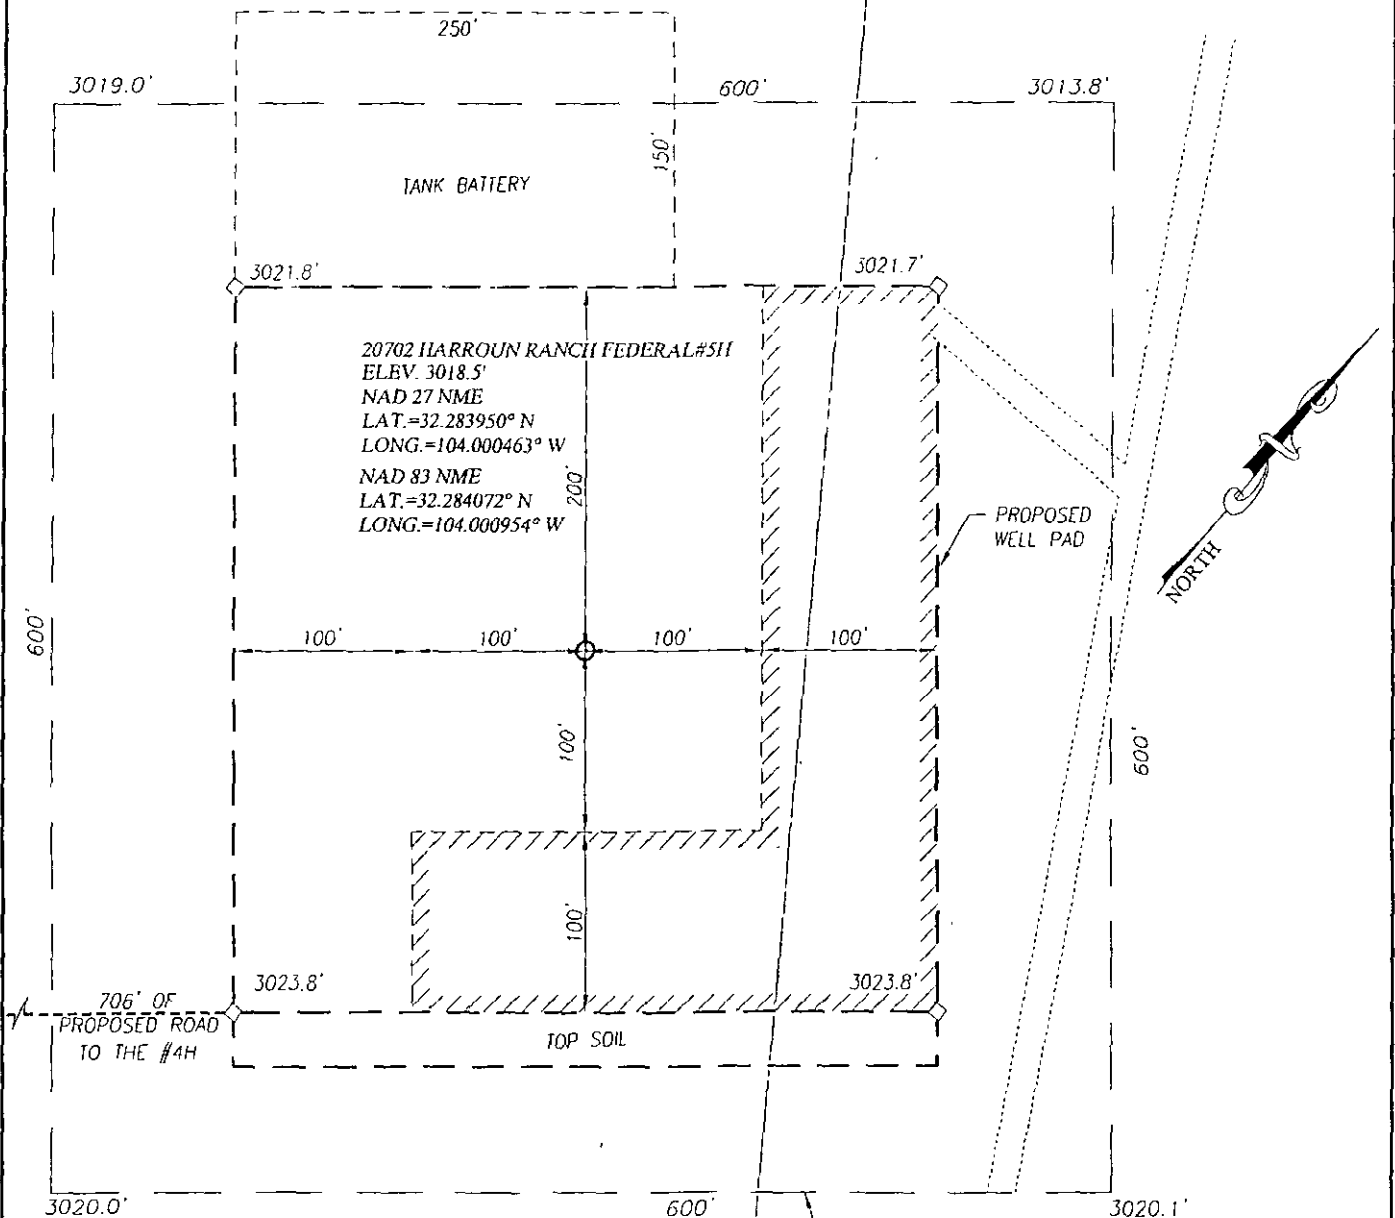 250'
3019.0'
600'
3013.8'
150'
TANK BATTERY
3021.8'
3021.7'
20702 HARROUN RANCH FEDERAL#5H
ELEV. 3018.5'
NAD 27 NME
LAT.=32.283950° N
LONG.=104.000463° W
NAD 83 NME
LAT.=32.284072° N
LONG.=104.000954° W
200'
PROPOSED
WELL PAD
NORTH
600'
100'
100'
100'
100'
100'
600'
100'
3023.8'
3023.8'
706' OF
PROPOSED ROAD
TO THE #4H
TOP SOIL
3020.0'
600'
3020.1'